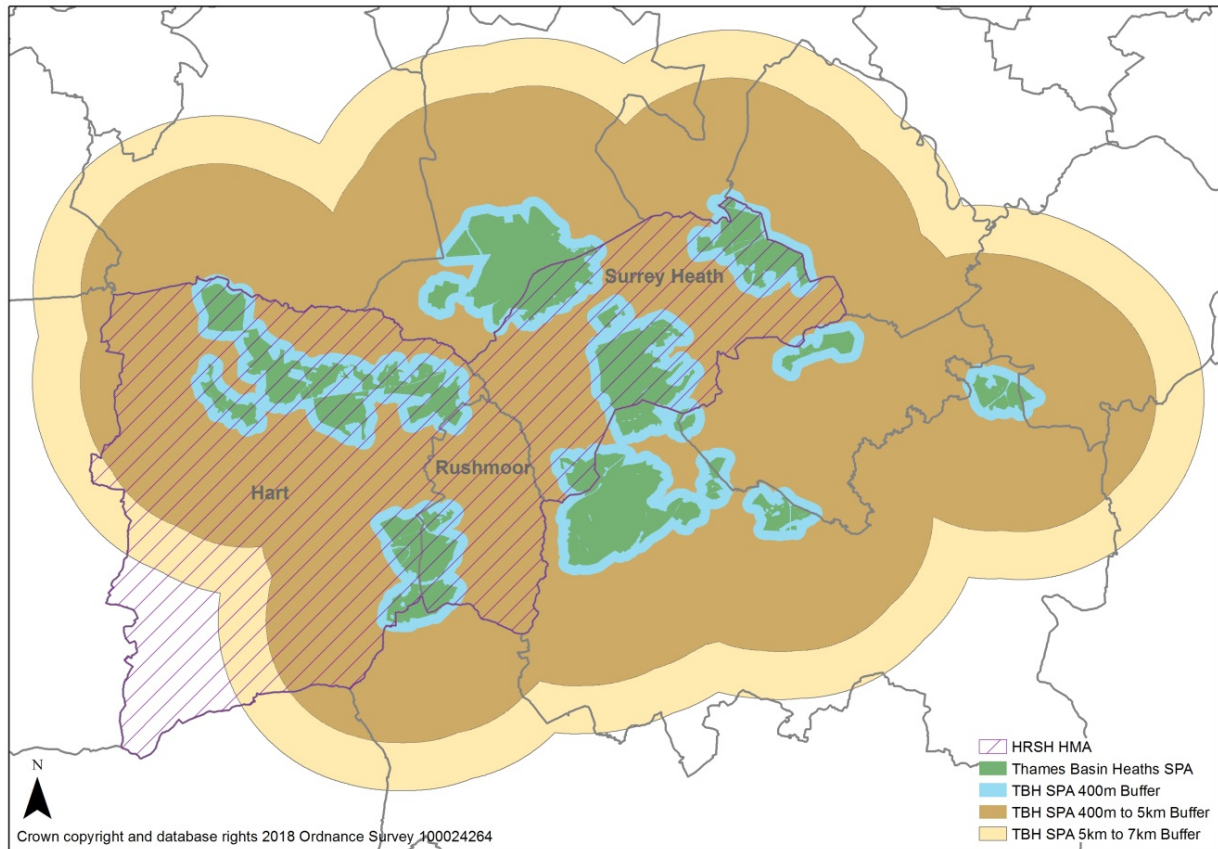 Surrey Heath
Rushmoor
Hart
N
HRSH HMA
Thames Basin Heaths SPA
TBH SPA 400m Buffer
TBH SPA 400m to 5km Buffer
TBH SPA 5km to 7km Buffer
Crown copyright and database rights 2018 Ordnance Survey 100024264